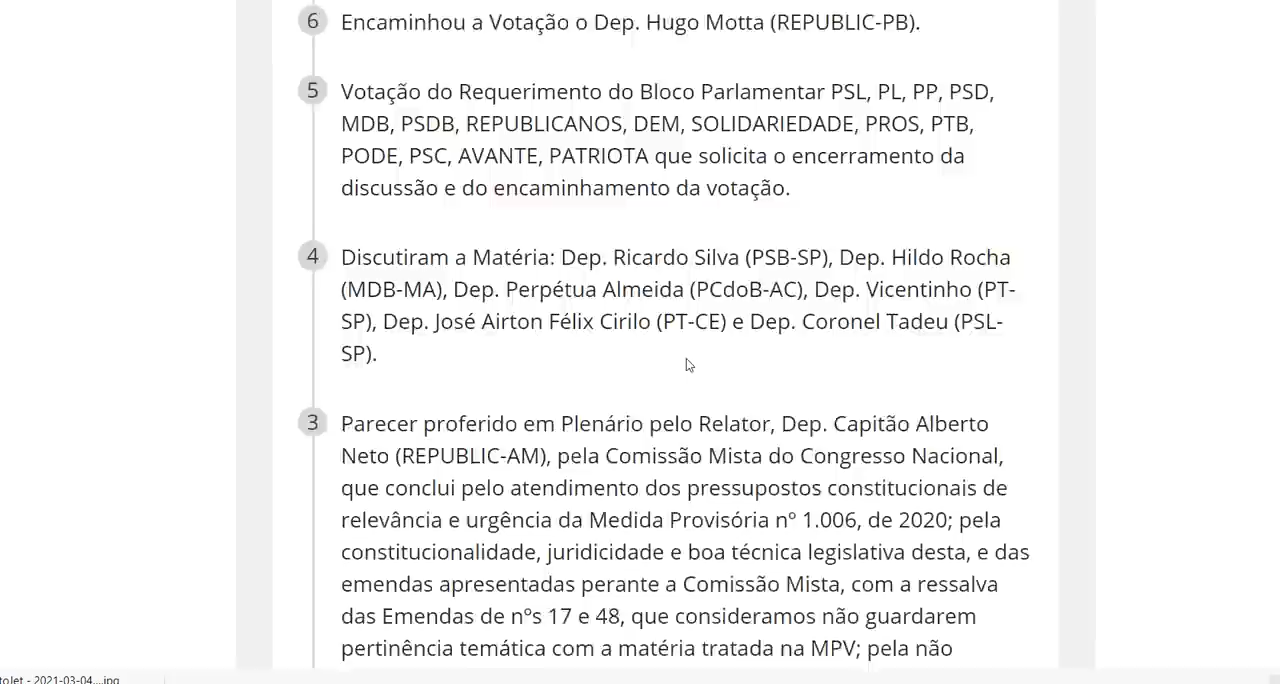 6 Encaminhou a Votação o Dep. Hugo Motta (REPUBLIC-PB).
5 Votação do Requerimento do Bloco Parlamentar PSL, PL, PP, PSD,
MDB, PSDB, REPUBLICANOS, DEM, SOLIDARIEDADE, PROS, PTB,
PODE, PSC, AVANTE, PATRIOTA que solicita o encerramento da
discussão e do encaminhamento da votação.
4 Discutiram a Matéria: Dep. Ricardo Silva (PSB-SP), Dep. Hildo Rocha
(MDB-MA), Dep. Perpétua Almeida (PCdoB-AC), Dep. Vicentinho (PT-
SP), Dep. José Airton Félix Cirilo (PT-CE) e Dep. Coronel Tadeu (PSL-
SP).
3 Parecer proferido em Plenário pelo Relator, Dep. Capitão Alberto
Neto (REPUBLIC-AM), pela Comissão Mista do Congresso Nacional,
que conclui pelo atendimento dos pressupostos constitucionais de
relevância e urgência da Medida Provisória nº 1.006, de 2020; pela
constitucionalidade, juridicidade e boa técnica legislativa desta, e das
emendas apresentadas perante a Comissão Mista, com a ressalva
das Emendas de nºs 17 e 48, que consideramos não guardarem
pertinência temática com a matéria tratada na MPV; pela não
- 2021-03-04....jpg